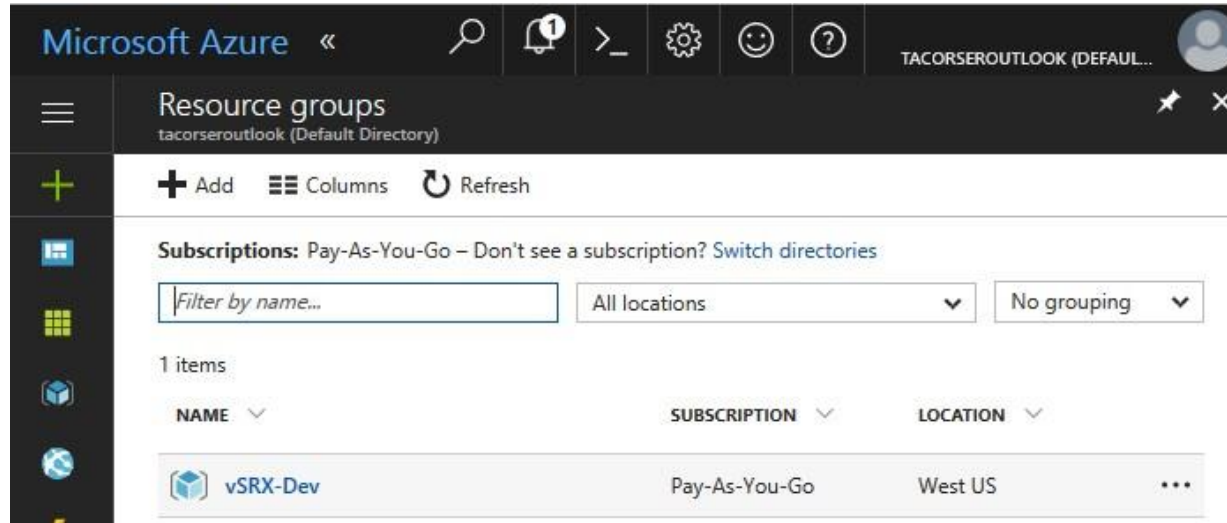 Microsoft Azure « 1 >_ ? TACORSEROUTLOOK (DEFAUL...
Resource groups
tacorseroutlook (Default Directory)
Add Columns Refresh
Subscriptions: Pay-As-You-Go – Don't see a subscription? Switch directories
Filter by name... All locations No grouping
1 items
NAME SUBSCRIPTION LOCATION
vSRX-Dev Pay-As-You-Go West US ...